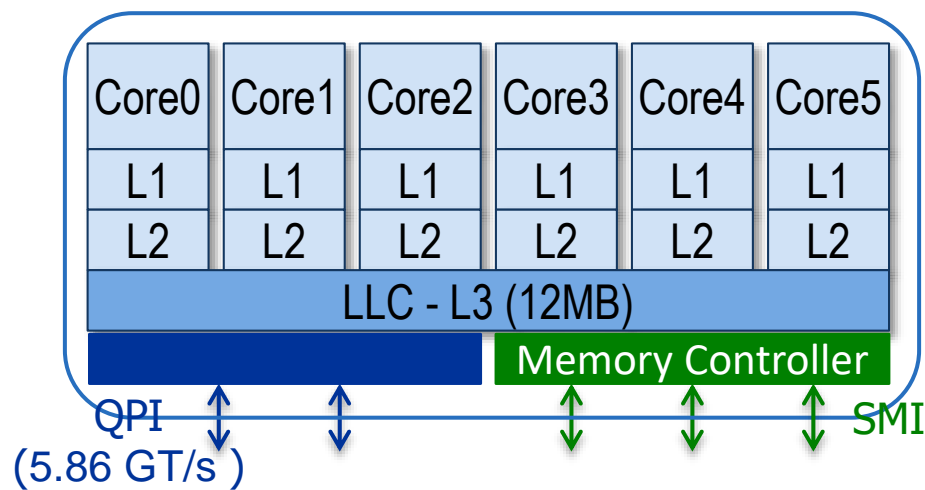 Core0 Core1 Core2 Core3 Core4 Core5
L1 L1 L1 L1 L1 L1
L2 L2 L2 L2 L2 L2
LLC - L3 (12MB)
Memory Controller
QPI SMI
(5.86 GT/s )